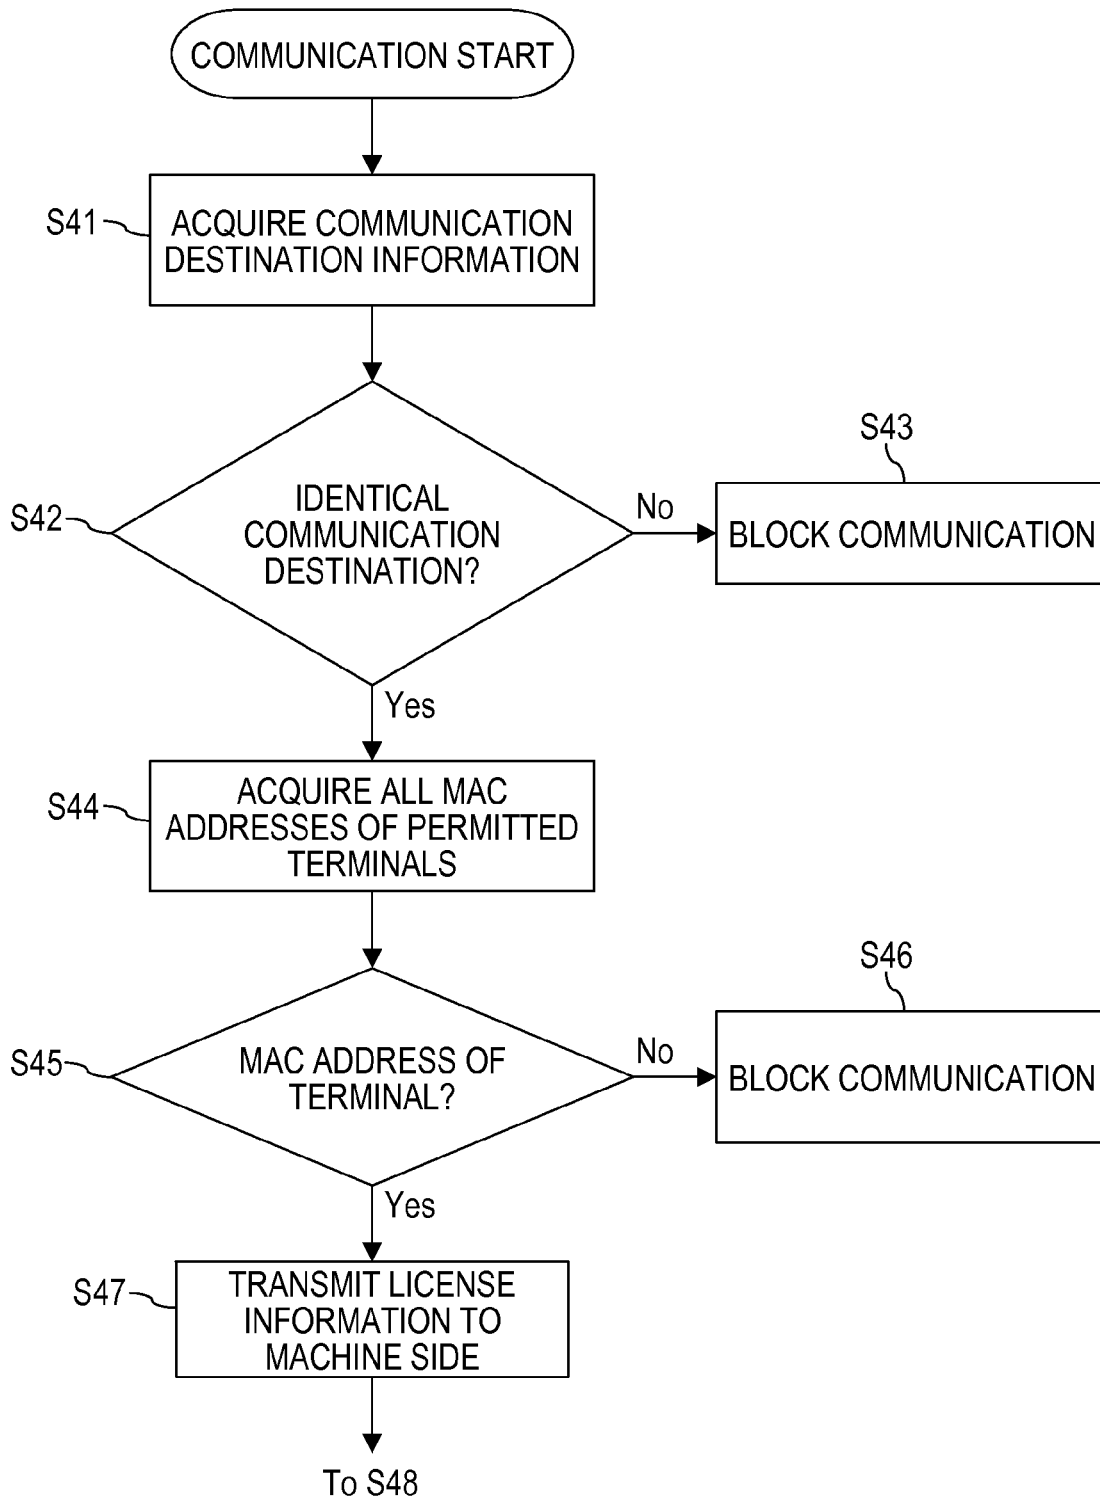 COMMUNICATION START
S41
ACQUIRE COMMUNICATION
DESTINATION INFORMATION
S42
IDENTICAL
COMMUNICATION
DESTINATION?
No
S43
BLOCK COMMUNICATION
Yes
S44
ACQUIRE ALL MAC
ADDRESSES OF PERMITTED
TERMINALS
S45
MAC ADDRESS OF
TERMINAL?
No
S46
BLOCK COMMUNICATION
Yes
S47
TRANSMIT LICENSE
INFORMATION TO
MACHINE SIDE
To S48